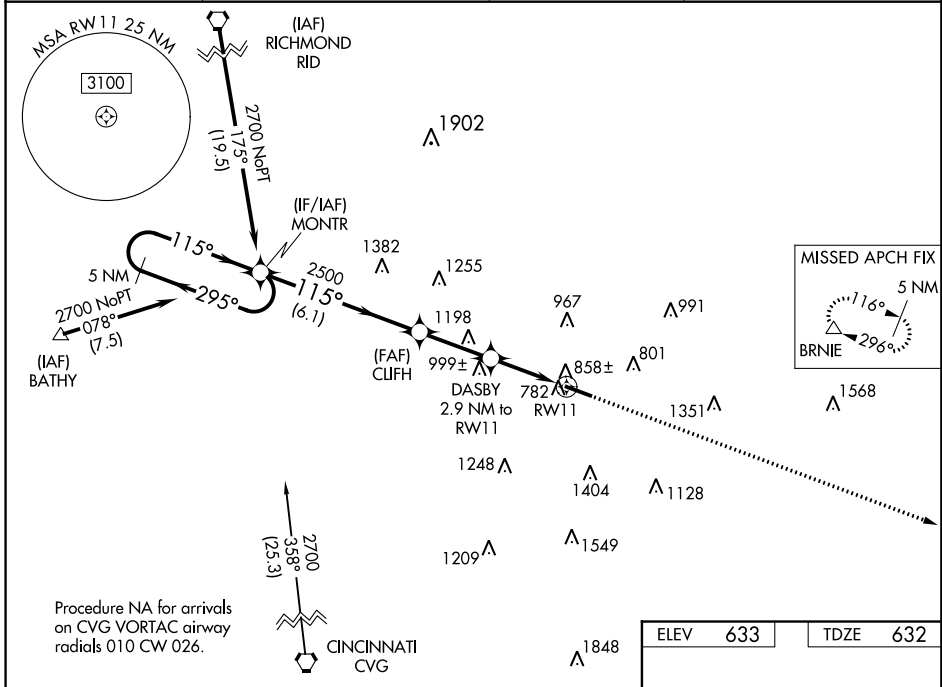 MSA RW11 25 NM
3100
(IAF)
RICHMOND
RID
2700 NoPT
175°
(19.5)
1902
(IF/IAF)
MONTR
115°
5 NM
295°
2700 NoPT
078°
(7.5)
(IAF)
BATHY
2500
115°
(6.1)
1382
1255
1198
967
991
(FAF)
CLIFH
999±
DASBY
2.9 NM to
RW11
858±
801
782
RW11
MISSED APCH FIX
5 NM
116°
296°
BRNIE
1351
1568
1248
1404
1128
1209
1549
1848
2700
358°
(25.3)
CINCINNATI
CVG
Procedure NA for arrivals
on CVG VORTAC airway
radials 010 CW 026.
ELEV 633
TDZE 632